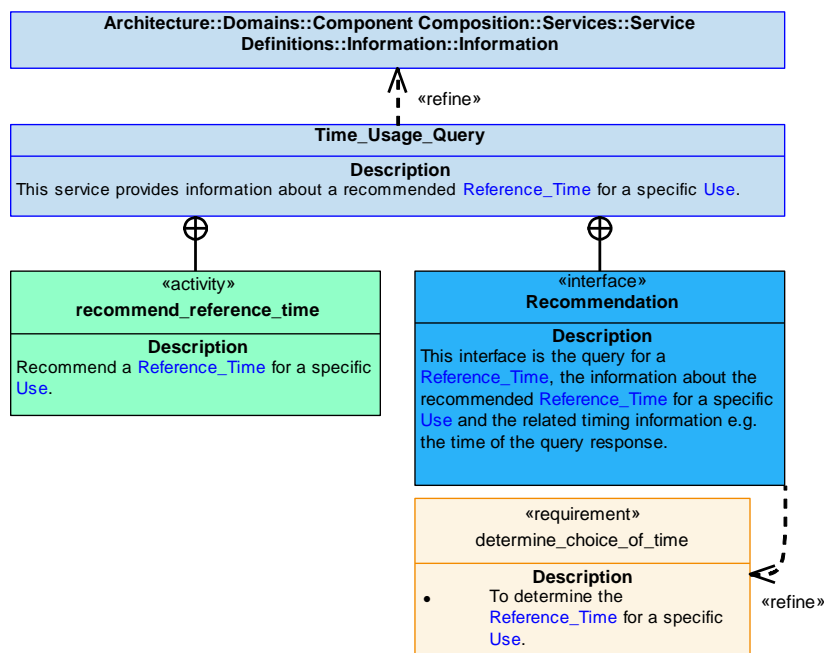 Architecture::Domains::Component Composition::Services::Service
Definitions::Information::Information
«refine»
Time_Usage_Query
Description
This service provides information about a recommended Reference_Time for a specific Use.
«activity»
recommend_reference_time
Description
Recommend a Reference_Time for a specific
Use.
«interface»
Recommendation
Description
This interface is the query for a
Reference_Time, the information about the
recommended Reference_Time for a specific
Use and the related timing information e.g.
the time of the query response.
«requirement»
determine_choice_of_time
Description
• To determine the
Reference_Time for a specific
Use.
«refine»